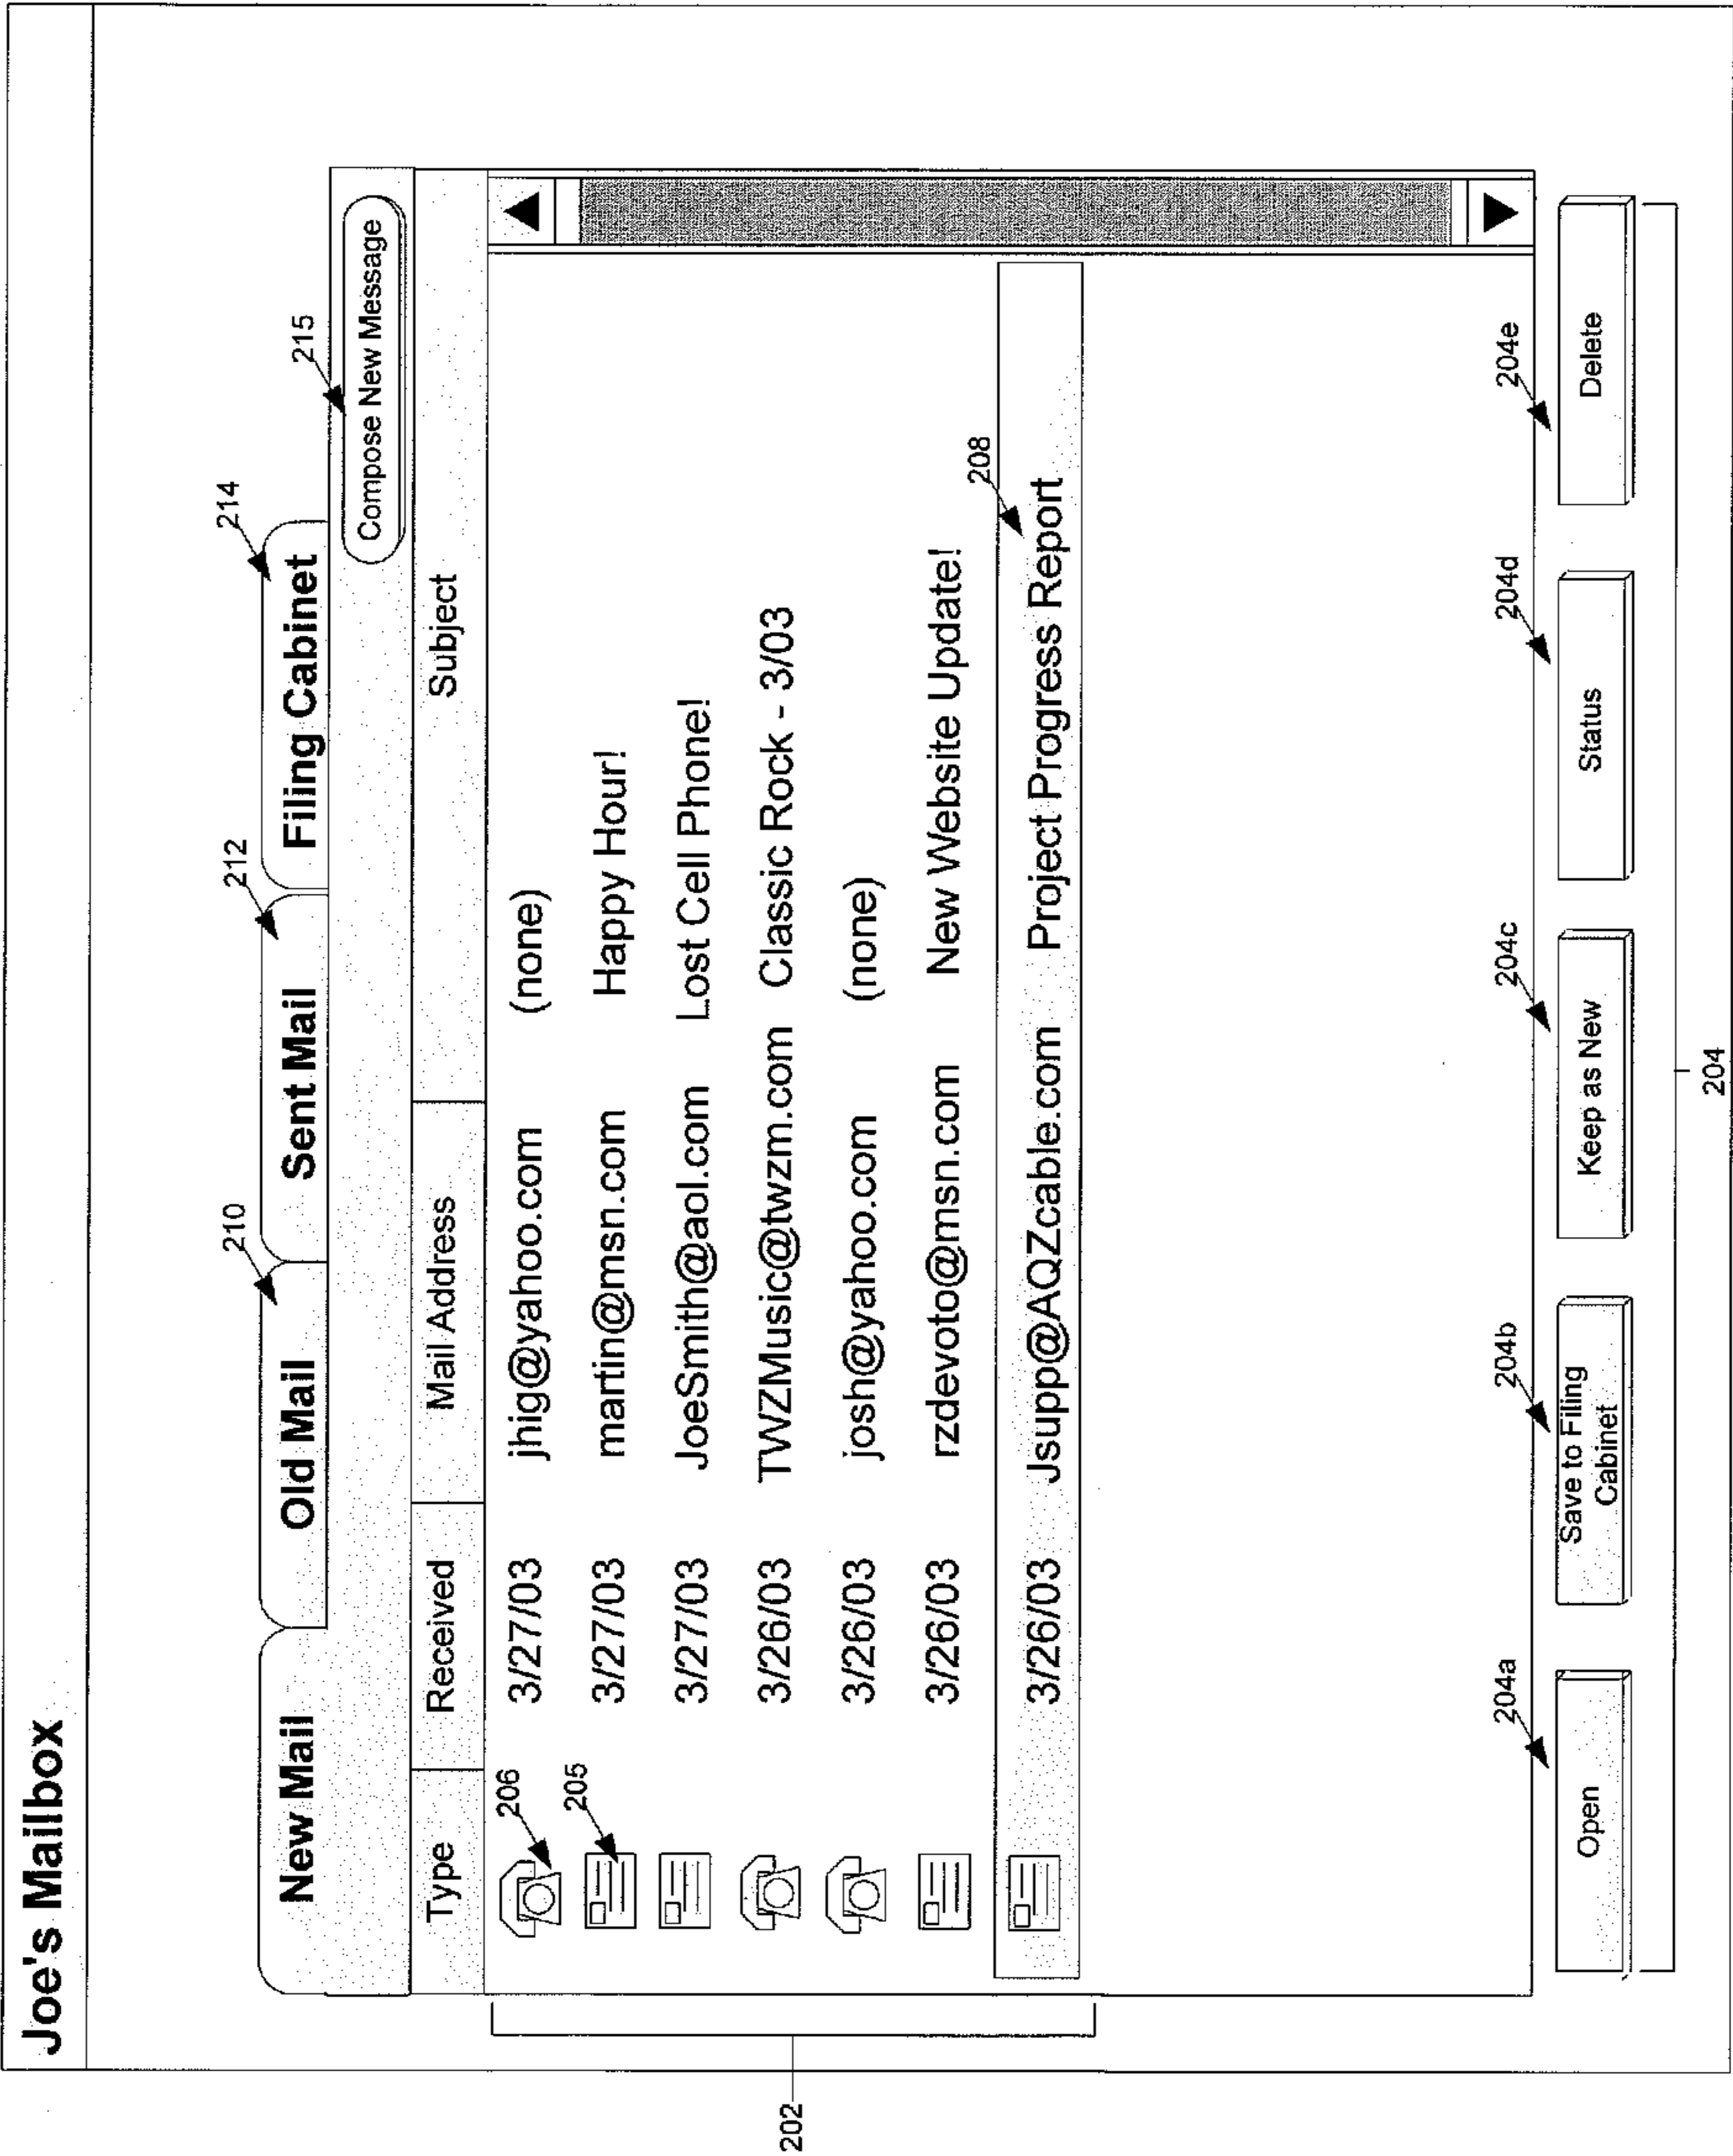 Joe's Mailbox
210
212
214
215
New Mail
Old Mail
Sent Mail
Filing Cabinet
Compose New Message
Type Received Mail Address Subject
206
3/27/03 jhig@yahoo.com (none)
205
3/27/03 martin@msn.com Happy Hour!
3/27/03 JoeSmith@aol.com Lost Cell Phone!
202
3/26/03 TWZMusic@twzm.com Classic Rock - 3/03
3/26/03 josh@yahoo.com (none)
3/26/03 rzdevoto@msn.com New Website Update!
208
3/26/03 Jsupp@AQZcable.com Project Progress Report
204a
204b
204c
204d
204e
Open
Save to Filing
Cabinet
Keep as New
Status
Delete
204